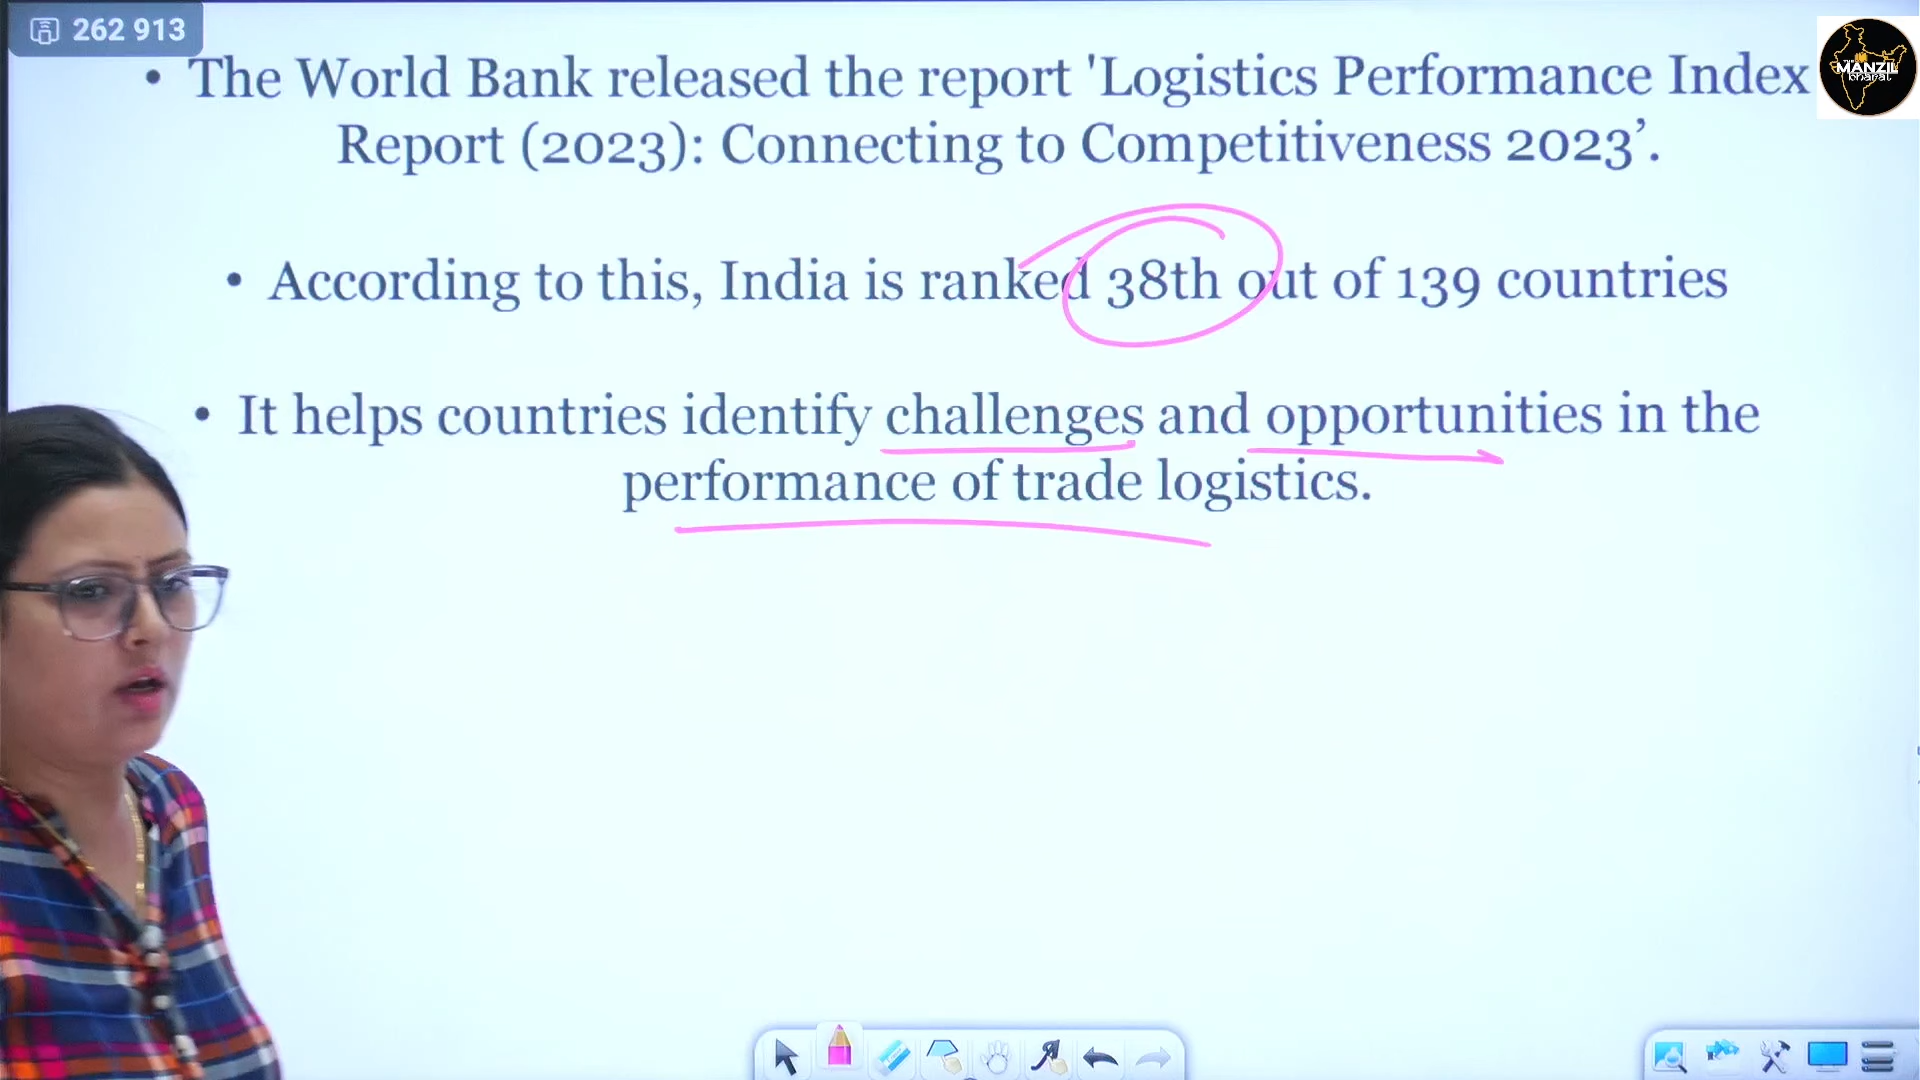 262 913
MANZIL
bharat
• The World Bank released the report 'Logistics Performance Index
Report (2023): Connecting to Competitiveness 2023’.
• According to this, India is ranked 38th out of 139 countries
• It helps countries identify challenges and opportunities in the
performance of trade logistics.